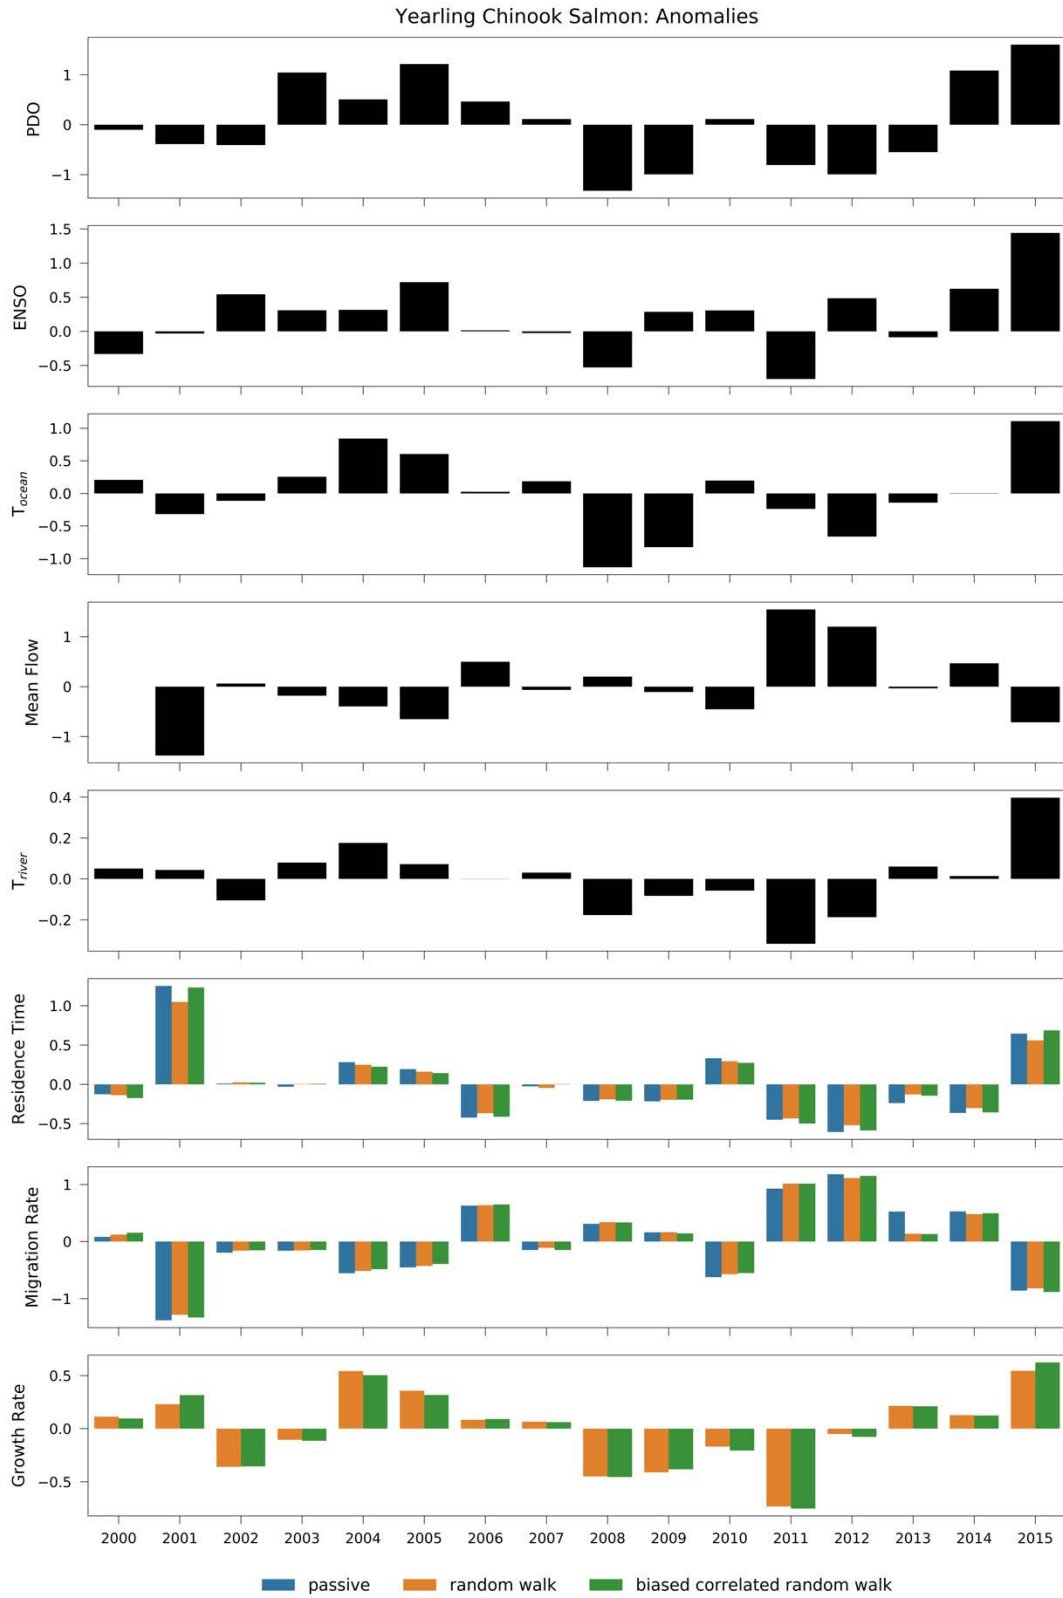 Yearling Chinook Salmon: Anomalies
PDO
1
0
−1
ENSO
1.5
1.0
0.5
0.0
−0.5
Tocean
1.0
0.5
0.0
−0.5
−1.0
Mean Flow
1
0
−1
Triver
0.4
0.2
0.0
−0.2
Residence Time
1.0
0.5
0.0
−0.5
Migration Rate
1
0
−1
Growth Rate
0.5
0.0
−0.5
2000 2001 2002 2003 2004 2005 2006 2007 2008 2009 2010 2011 2012 2013 2014 2015
passive random walk biased correlated random walk